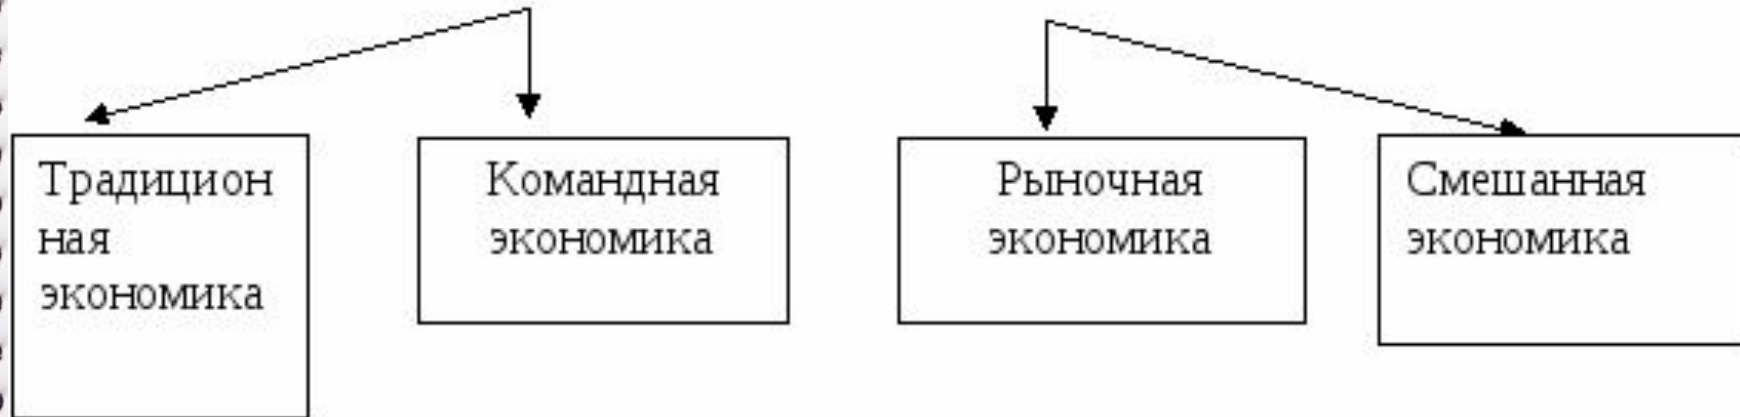 Традицион
ная
экономика
Командная
экономика
Рыночная
экономика
Смешанная
экономика